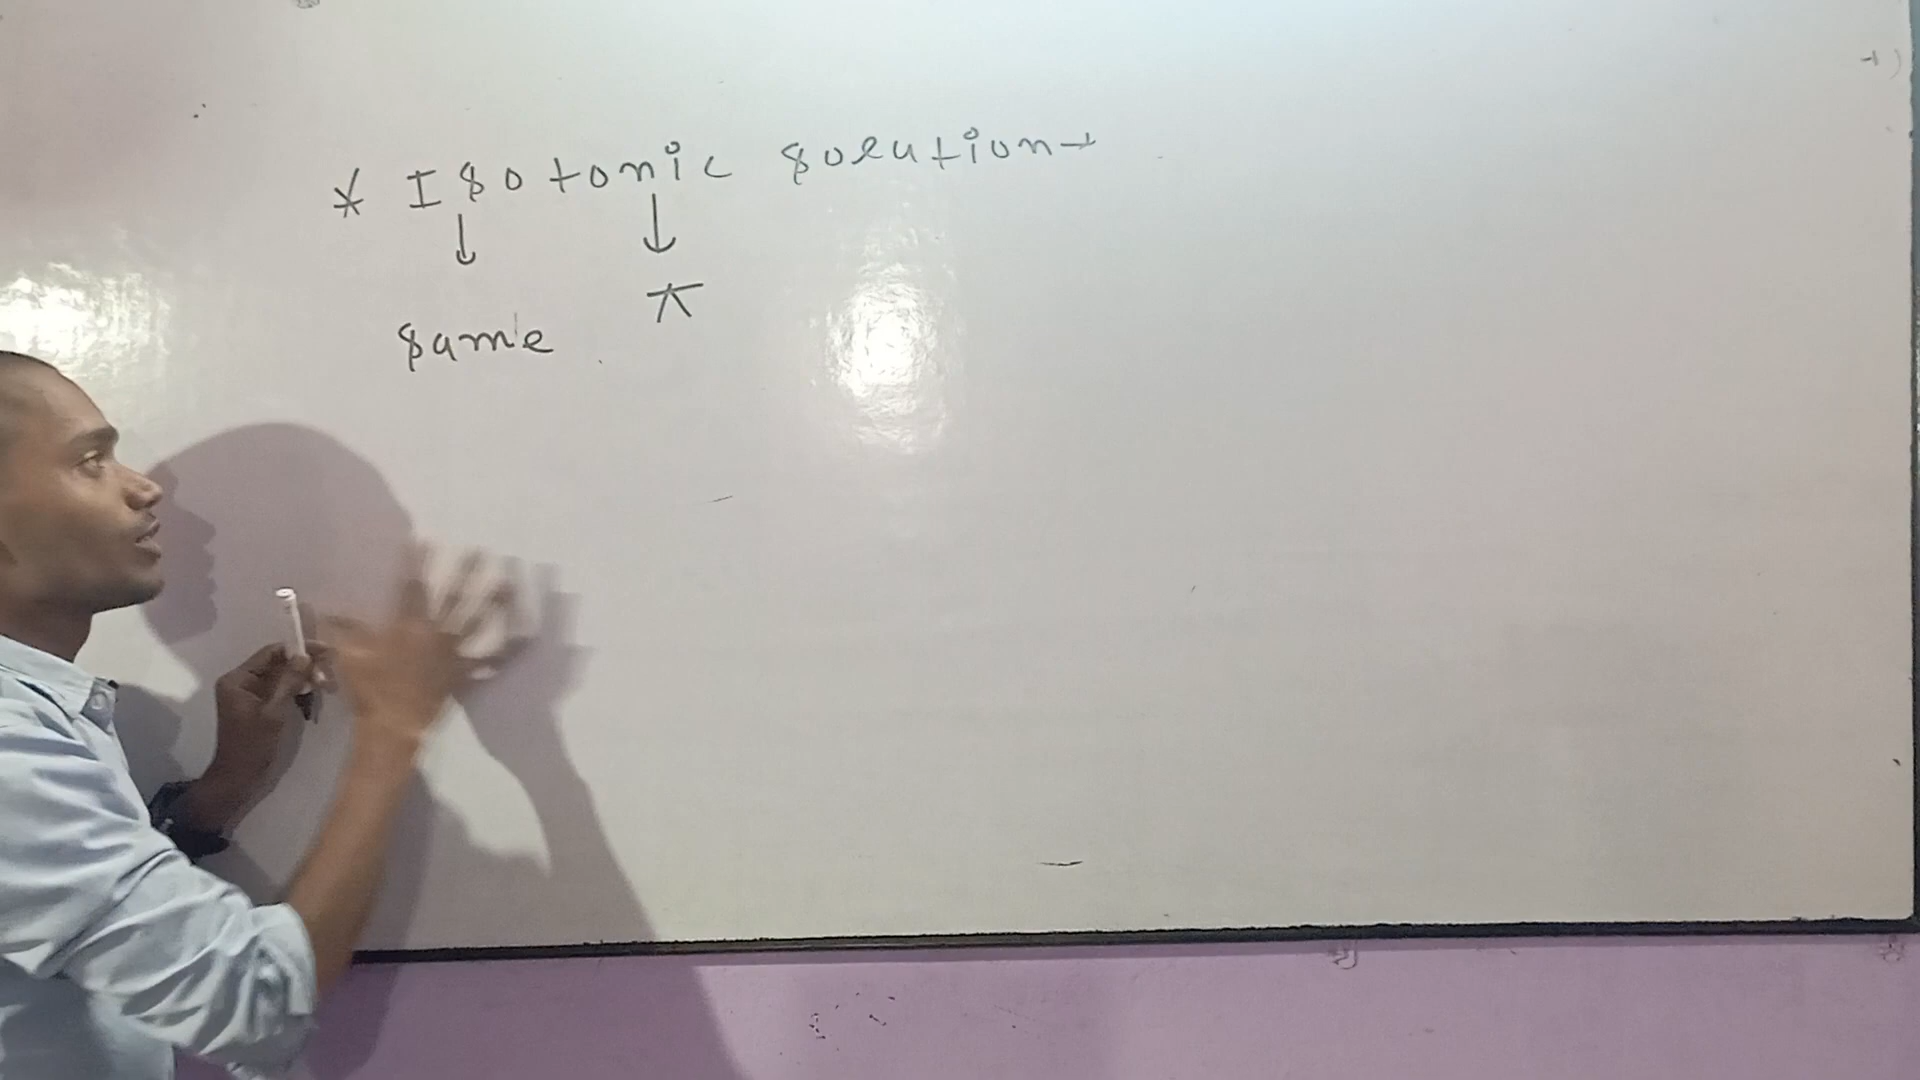 * Isotonic solution →
↓ ↓
π
same